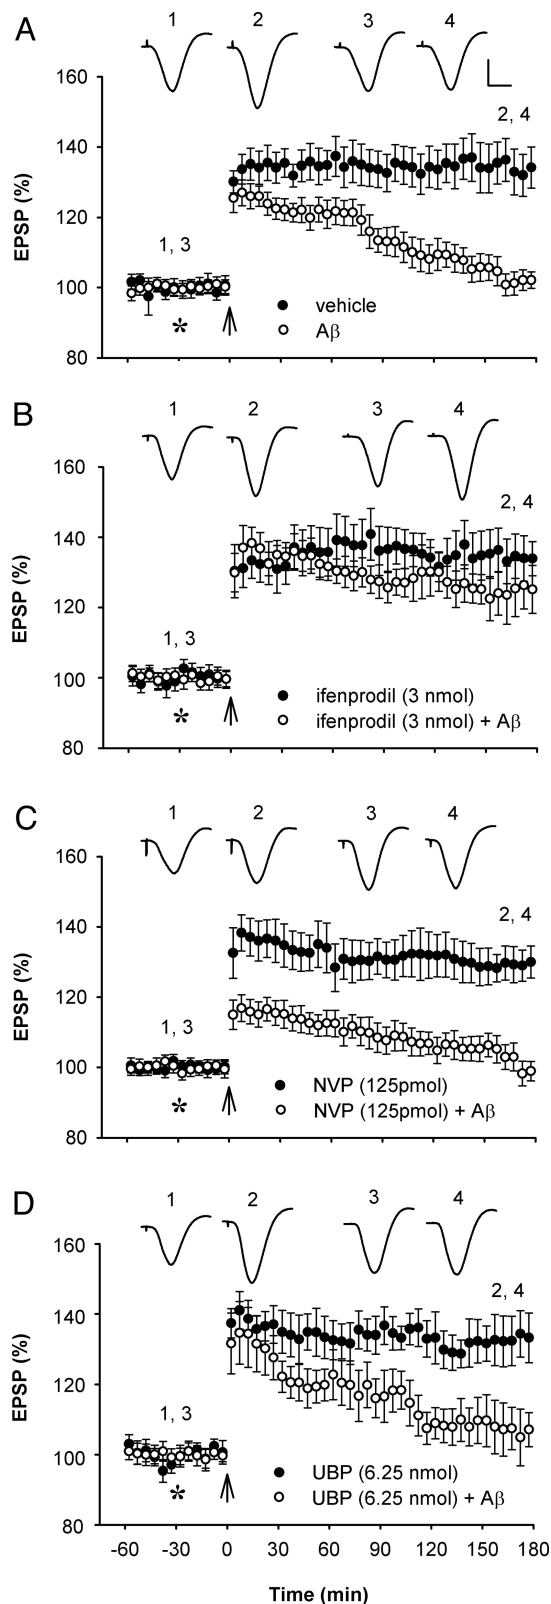 A
1 2 3 4
160
140
120
100
80
EPSP (%)
2, 4
1, 3
*
vehicle
Aβ
B
1 2 3 4
160
140
120
100
80
EPSP (%)
2, 4
1, 3
*
ifenprodil (3 nmol)
ifenprodil (3 nmol) + Aβ
C
1 2 3 4
160
140
120
100
80
EPSP (%)
2, 4
1, 3
*
NVP (125pmol)
NVP (125pmol) + Aβ
D
1 2 3 4
160
140
120
100
80
EPSP (%)
2, 4
1, 3
*
UBP (6.25 nmol)
UBP (6.25 nmol) + Aβ
-60 -30 0 30 60 90 120 150 180
Time (min)